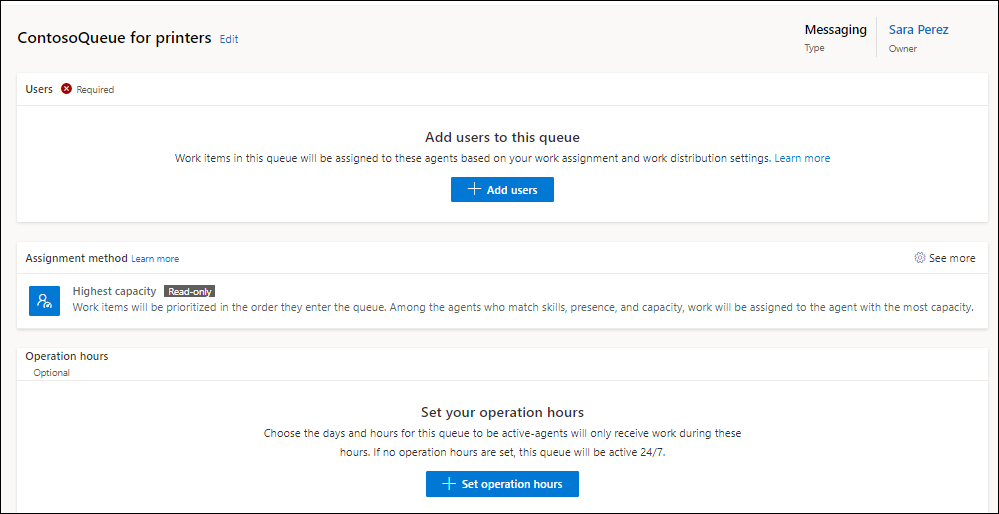 ContosoQueue for printers Edit
Messaging
Type
Sara Perez
Owner
Users Required
Add users to this queue
Work items in this queue will be assigned to these agents based on your work assignment and work distribution settings. Learn more
Add users
Assignment method Learn more
See more
Highest capacity Read-only
Work items will be prioritized in the order they enter the queue. Among the agents who match skills, presence, and capacity, work will be assigned to the agent with the most capacity.
Operation hours
Optional
Set your operation hours
Choose the days and hours for this queue to be active-agents will only receive work during these
hours. If no operation hours are set, this queue will be active 24/7.
Set operation hours